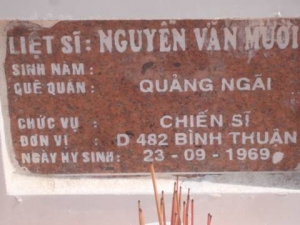 LIỆT SĨ: NGUYỄN VĂN MƯỜI
SINH NĂM :
QUÊ QUÁN : QUẢNG NGÃI
CHỨC VỤ : CHIẾN SĨ
ĐƠN VỊ : D 482 BÌNH THUẬN
NGÀY HY SINH: 23 - 09 - 1969